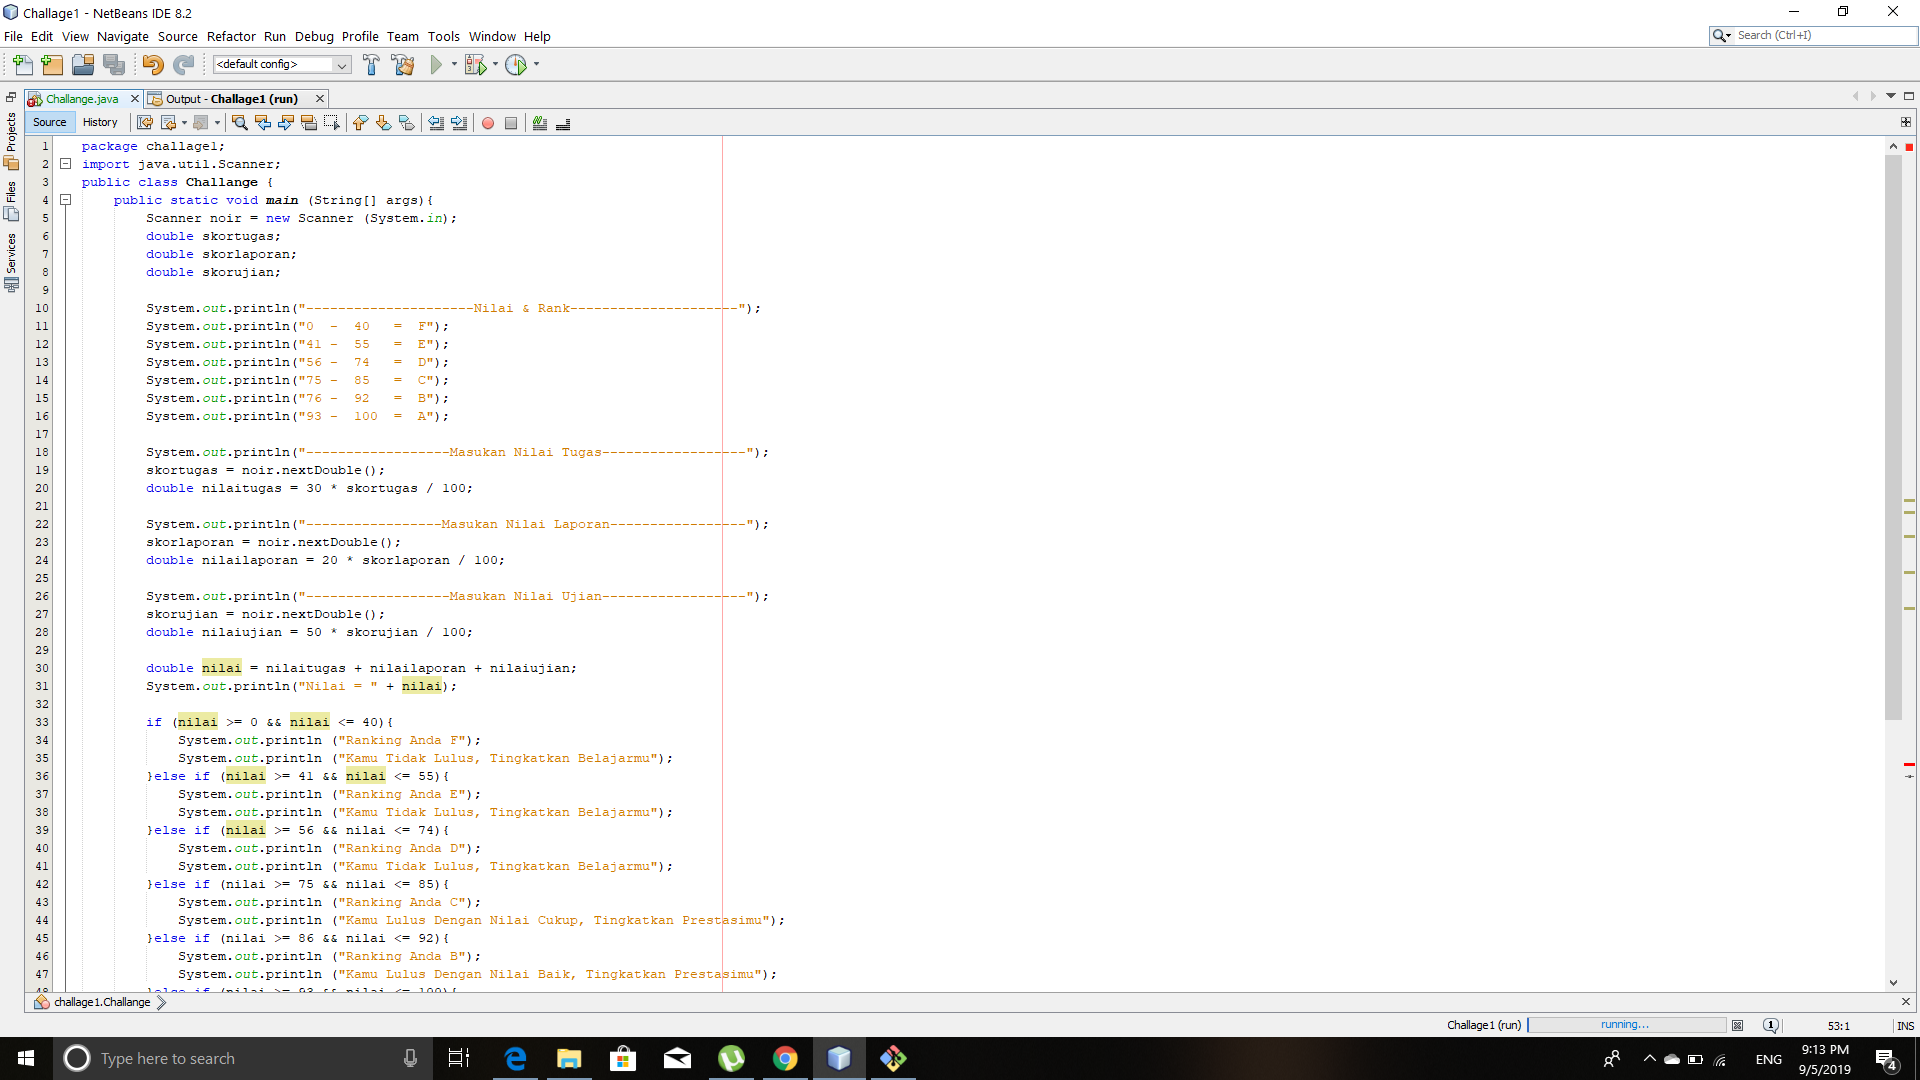 Challage1 - NetBeans IDE 8.2
File Edit View Navigate Source Refactor Run Debug Profile Team Tools Window Help
Search (Ctrl+I)
<default config>
Challange.java
Output - Challage1 (run)
Source History
Projects
Files
Services
1 package challage1;
2 import java.util.Scanner;
3 public class Challange {
4 public static void main (String[] args){
5 Scanner noir = new Scanner (System.in);
6 double skortugas;
7 double skorlaporan;
8 double skorujian;
9
10 System.out.println("---------------------Nilai & Rank---------------------");
11 System.out.println("0  -  40   =  F");
12 System.out.println("41 -  55   =  E");
13 System.out.println("56 -  74   =  D");
14 System.out.println("75 -  85   =  C");
15 System.out.println("76 -  92   =  B");
16 System.out.println("93 -  100  =  A");
17
18 System.out.println("------------------Masukan Nilai Tugas------------------");
19 skortugas = noir.nextDouble();
20 double nilaitugas = 30 * skortugas / 100;
21
22 System.out.println("-----------------Masukan Nilai Laporan-----------------");
23 skorlaporan = noir.nextDouble();
24 double nilailaporan = 20 * skorlaporan / 100;
25
26 System.out.println("------------------Masukan Nilai Ujian------------------");
27 skorujian = noir.nextDouble();
28 double nilaiujian = 50 * skorujian / 100;
29
30 double nilai = nilaitugas + nilailaporan + nilaiujian;
31 System.out.println("Nilai = " + nilai);
32
33 if (nilai >= 0 && nilai <= 40){
34 System.out.println ("Ranking Anda F");
35 System.out.println ("Kamu Tidak Lulus, Tingkatkan Belajarmu");
36 }else if (nilai >= 41 && nilai <= 55){
37 System.out.println ("Ranking Anda E");
38 System.out.println ("Kamu Tidak Lulus, Tingkatkan Belajarmu");
39 }else if (nilai >= 56 && nilai <= 74){
40 System.out.println ("Ranking Anda D");
41 System.out.println ("Kamu Tidak Lulus, Tingkatkan Belajarmu");
42 }else if (nilai >= 75 && nilai <= 85){
43 System.out.println ("Ranking Anda C");
44 System.out.println ("Kamu Lulus Dengan Nilai Cukup, Tingkatkan Prestasimu");
45 }else if (nilai >= 86 && nilai <= 92){
46 System.out.println ("Ranking Anda B");
47 System.out.println ("Kamu Lulus Dengan Nilai Baik, Tingkatkan Prestasimu");
48 }else if (nilai >= 93 && nilai <= 100){
challage1.Challange
Challage1 (run) running... 1 53:1 INS
Type here to search
ENG
9:13 PM
9/5/2019
4